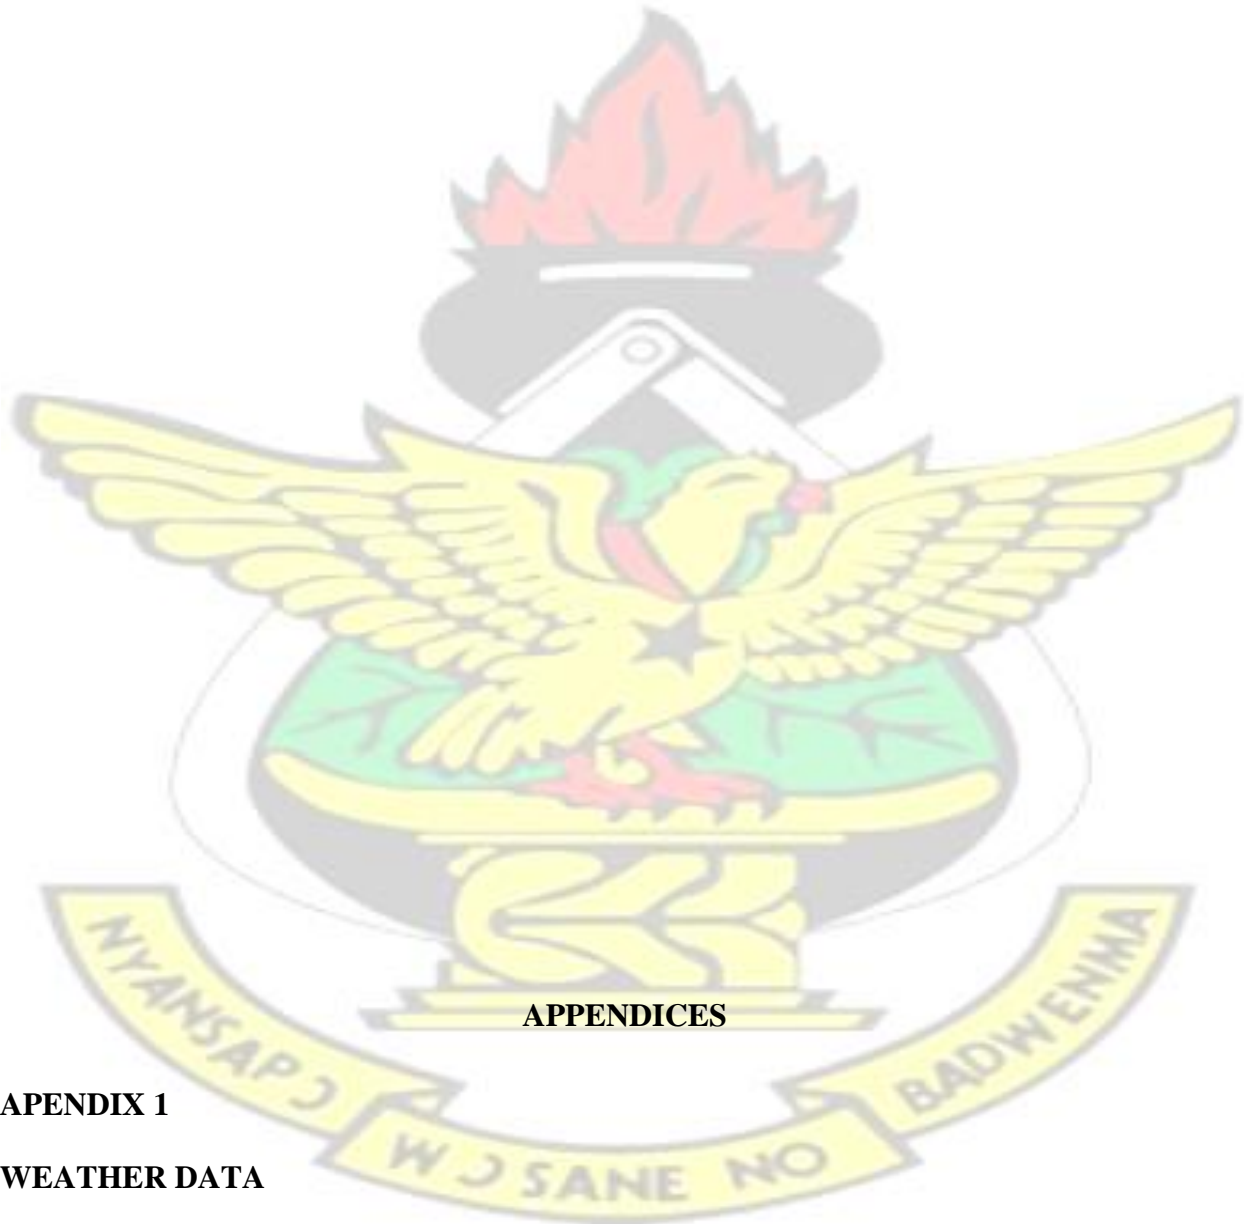 APPENDICES
APENDIX 1
WEATHER DATA
NYANSAPƆ
WƆSANE NO
BADWENMA